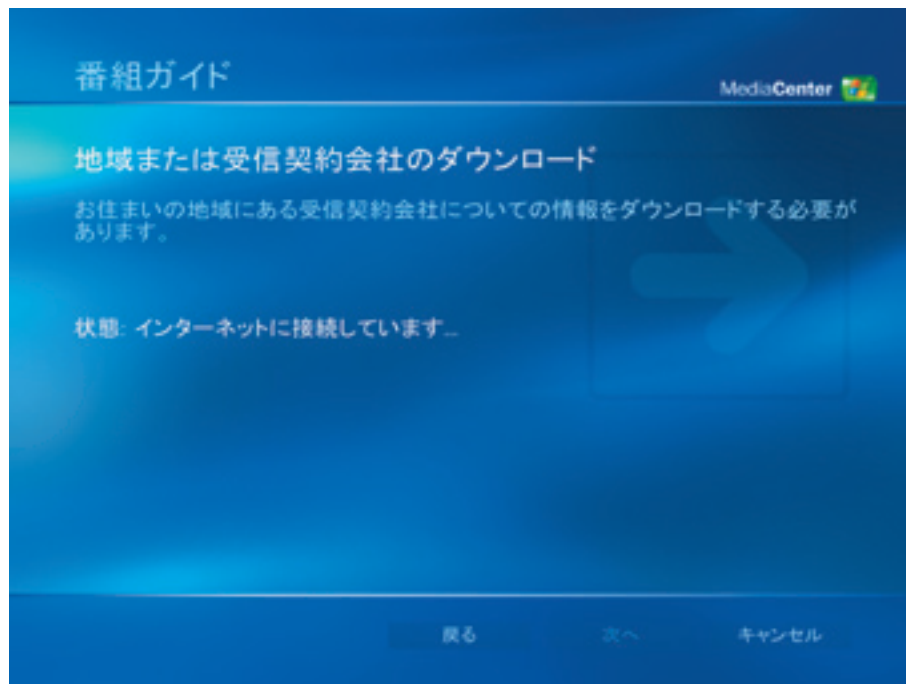 番組ガイド
MediaCenter
地域または受信契約会社のダウンロード
お住まいの地域にある受信契約会社についての情報をダウンロードする必要が
あります。
状態: インターネットに接続しています...
戻る 次へ キャンセル